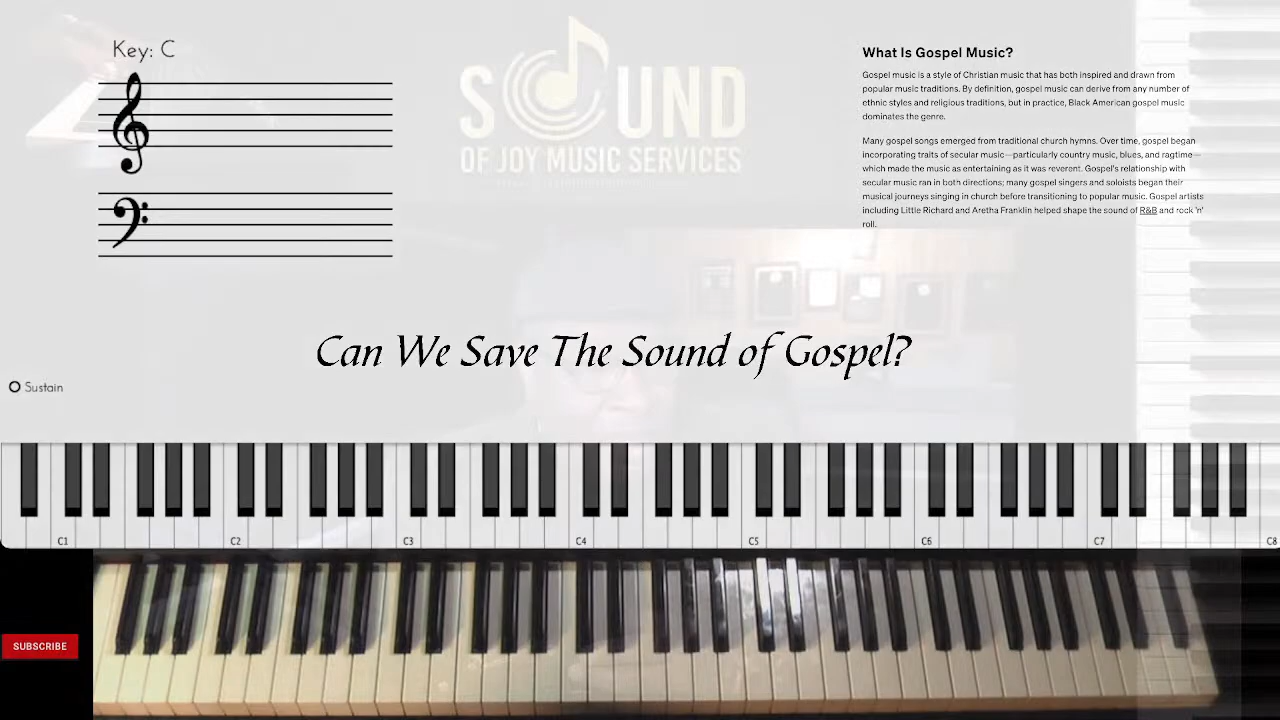 Key: C
SOUND
OF JOY MUSIC SERVICES
What Is Gospel Music?
Gospel music is a style of Christian music that has both inspired and drawn from
popular music traditions. By definition, gospel music can derive from any number of
ethnic styles and religious traditions, but in practice, Black American gospel music
dominates the genre.
Many gospel songs emerged from traditional church hymns. Over time, gospel began
incorporating traits of secular music—particularly country music, blues, and ragtime—
which made the music as entertaining as it was reverent. Gospel's relationship with
secular music ran in both directions; many gospel singers and soloists began their
musical journeys singing in church before transitioning to popular music. Gospel artists
including Little Richard and Aretha Franklin helped shape the sound of R&B and rock 'n'
roll.
Can We Save The Sound of Gospel?
Sustain
C1 C2 C3 C4 C5 C6 C7 C8
SUBSCRIBE